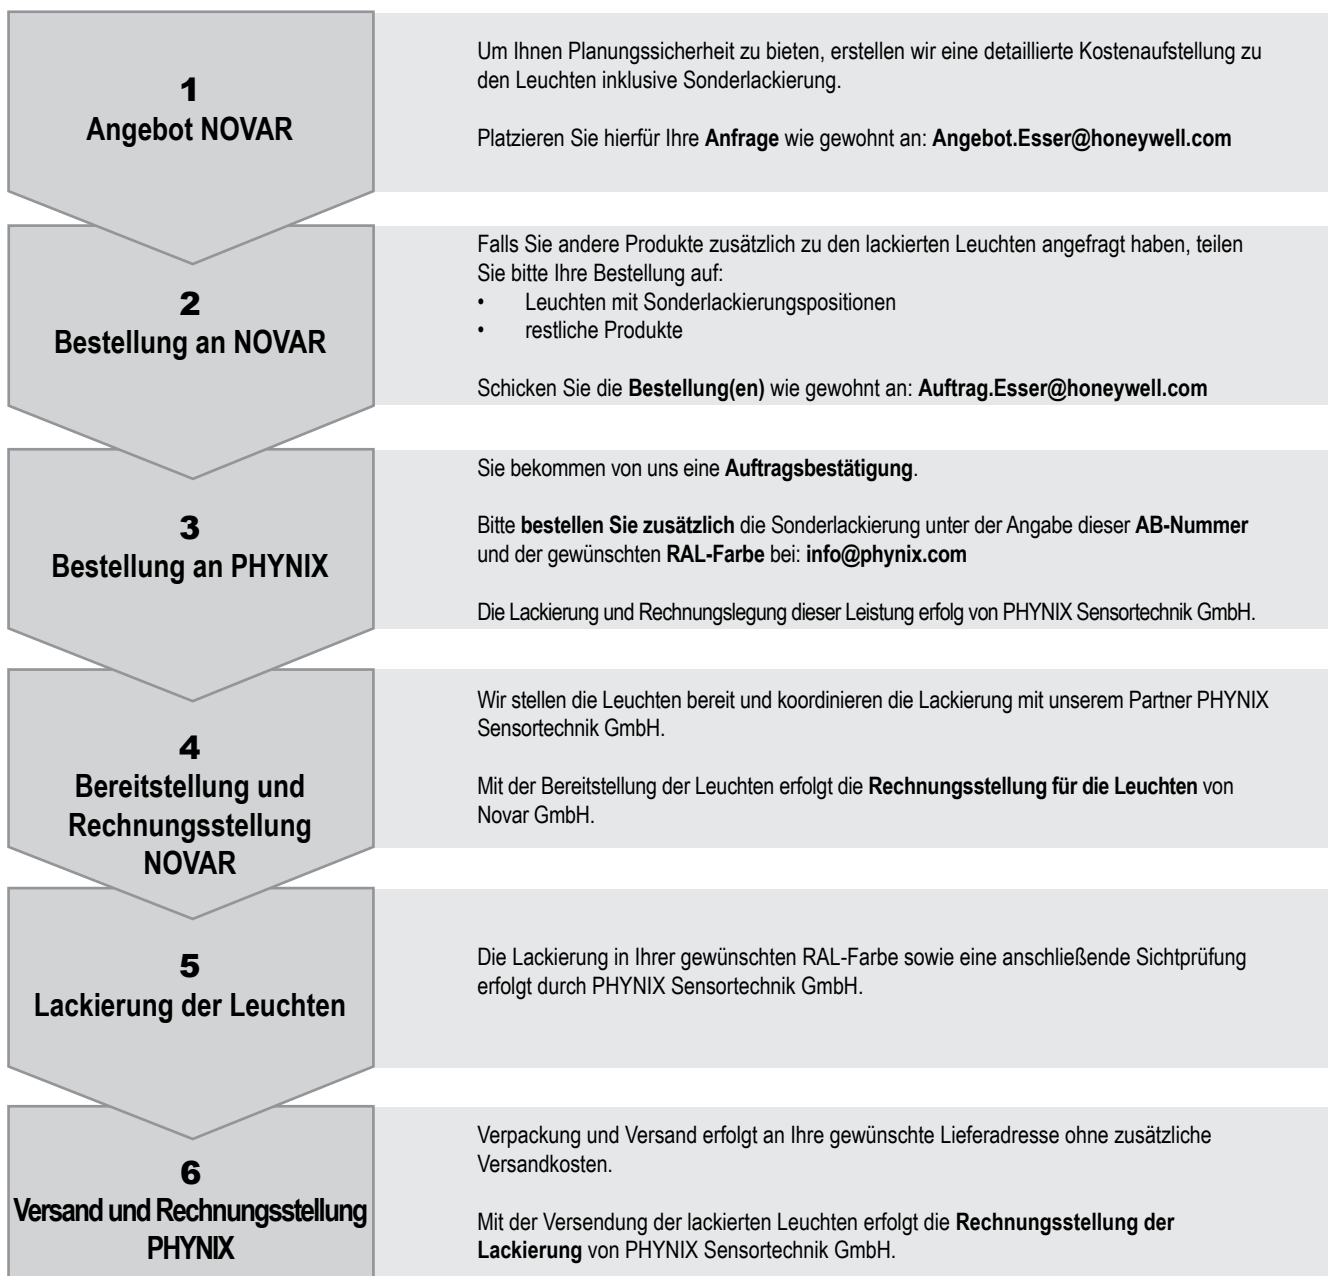 1
Angebot NOVAR
Um Ihnen Planungssicherheit zu bieten, erstellen wir eine detaillierte Kostenaufstellung zu
den Leuchten inklusive Sonderlackierung.
Platzieren Sie hierfür Ihre Anfrage wie gewohnt an: Angebot.Esser@honeywell.com
2
Bestellung an NOVAR
Falls Sie andere Produkte zusätzlich zu den lackierten Leuchten angefragt haben, teilen
Sie bitte Ihre Bestellung auf:
• Leuchten mit Sonderlackierungspositionen
• restliche Produkte
Schicken Sie die Bestellung(en) wie gewohnt an: Auftrag.Esser@honeywell.com
3
Bestellung an PHYNIX
Sie bekommen von uns eine Auftragsbestätigung.
Bitte bestellen Sie zusätzlich die Sonderlackierung unter der Angabe dieser AB-Nummer
und der gewünschten RAL-Farbe bei: info@phynix.com
Die Lackierung und Rechnungslegung dieser Leistung erfolg von PHYNIX Sensortechnik GmbH.
4
Bereitstellung und
Rechnungsstellung
NOVAR
Wir stellen die Leuchten bereit und koordinieren die Lackierung mit unserem Partner PHYNIX
Sensortechnik GmbH.
Mit der Bereitstellung der Leuchten erfolgt die Rechnungsstellung für die Leuchten von
Novar GmbH.
5
Lackierung der Leuchten
Die Lackierung in Ihrer gewünschten RAL-Farbe sowie eine anschließende Sichtprüfung
erfolgt durch PHYNIX Sensortechnik GmbH.
6
Versand und Rechnungsstellung
PHYNIX
Verpackung und Versand erfolgt an Ihre gewünschte Lieferadresse ohne zusätzliche
Versandkosten.
Mit der Versendung der lackierten Leuchten erfolgt die Rechnungsstellung der
Lackierung von PHYNIX Sensortechnik GmbH.